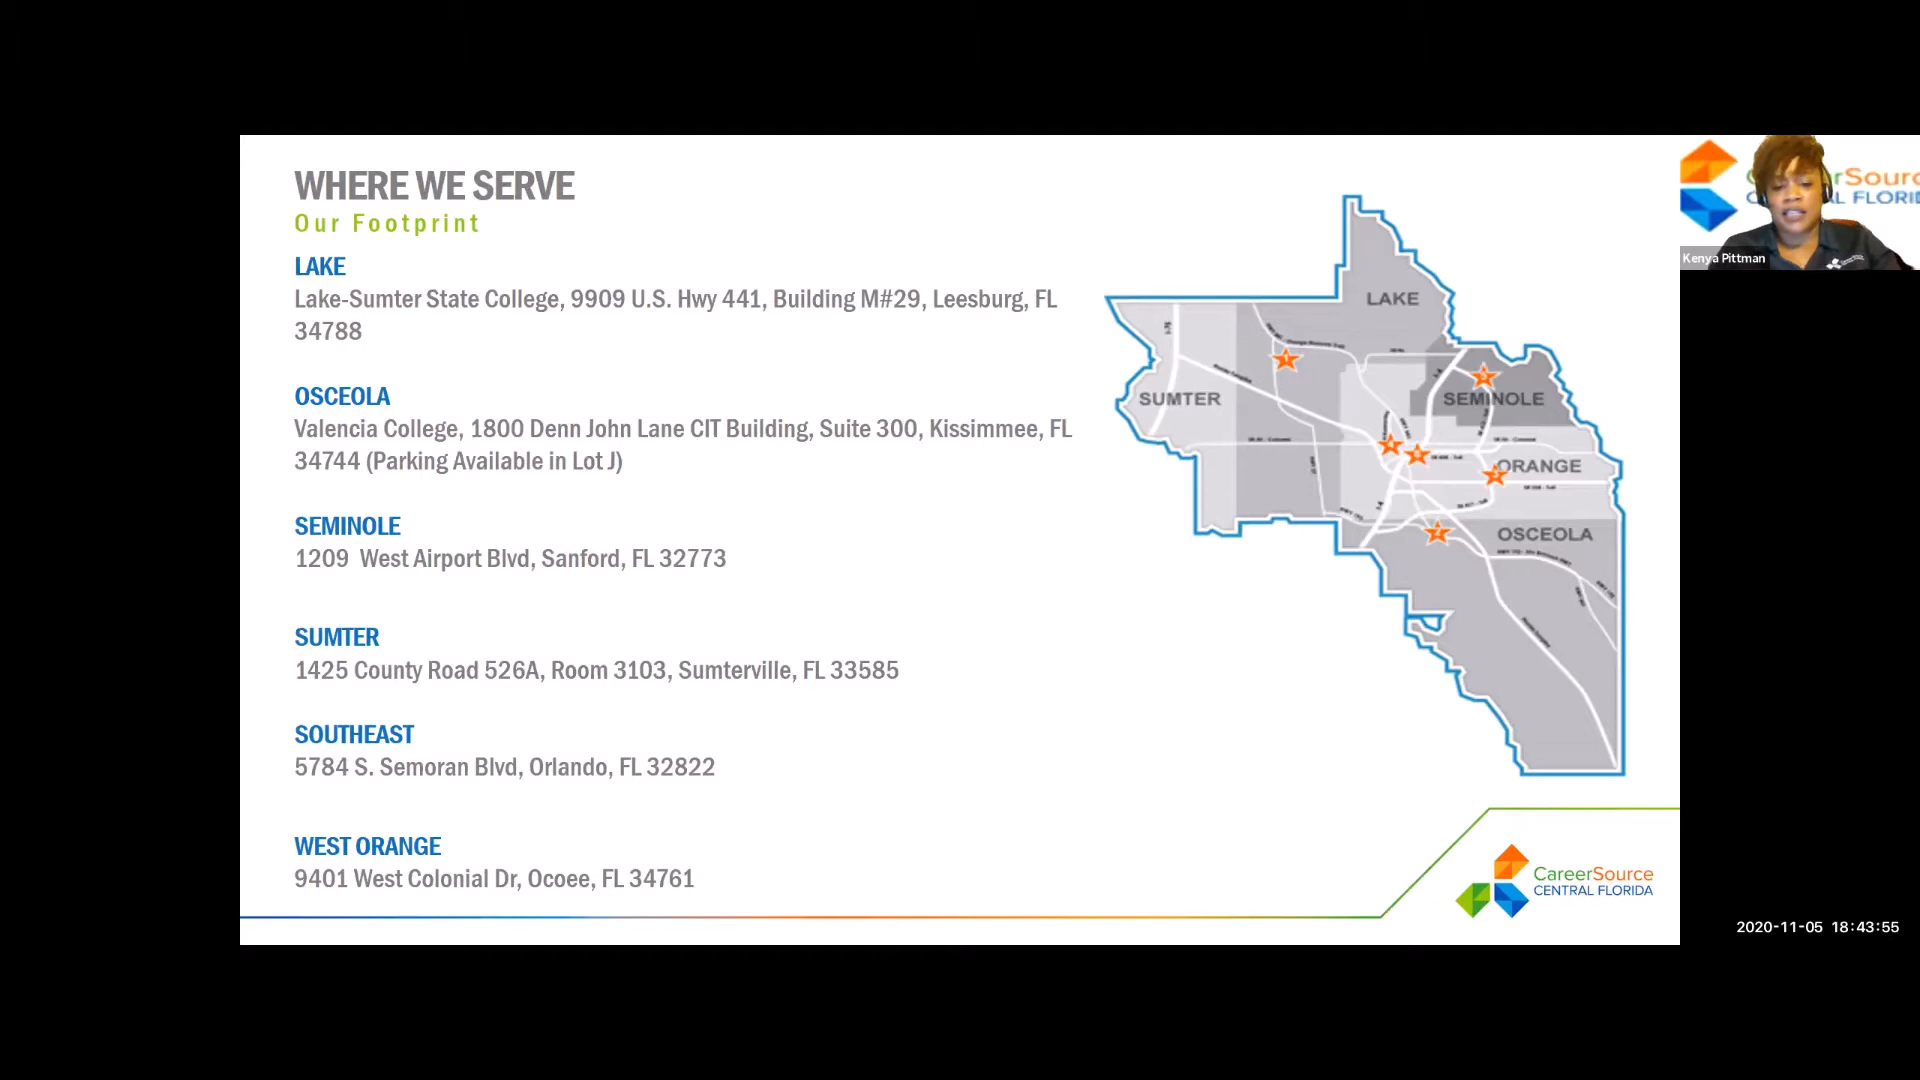 WHERE WE SERVE
Our Footprint
LAKE
Lake-Sumter State College, 9909 U.S. Hwy 441, Building M#29, Leesburg, FL
34788
OSCEOLA
Valencia College, 1800 Denn John Lane CIT Building, Suite 300, Kissimmee, FL
34744 (Parking Available in Lot J)
SEMINOLE
1209 West Airport Blvd, Sanford, FL 32773
SUMTER
1425 County Road 526A, Room 3103, Sumterville, FL 33585
SOUTHEAST
5784 S. Semoran Blvd, Orlando, FL 32822
WEST ORANGE
9401 West Colonial Dr, Ocoee, FL 34761
LAKE
SUMTER
SEMINOLE
ORANGE
OSCEOLA
CareerSource
CENTRAL FLORIDA
Kenya Pittman
2020-11-05 18:43:55